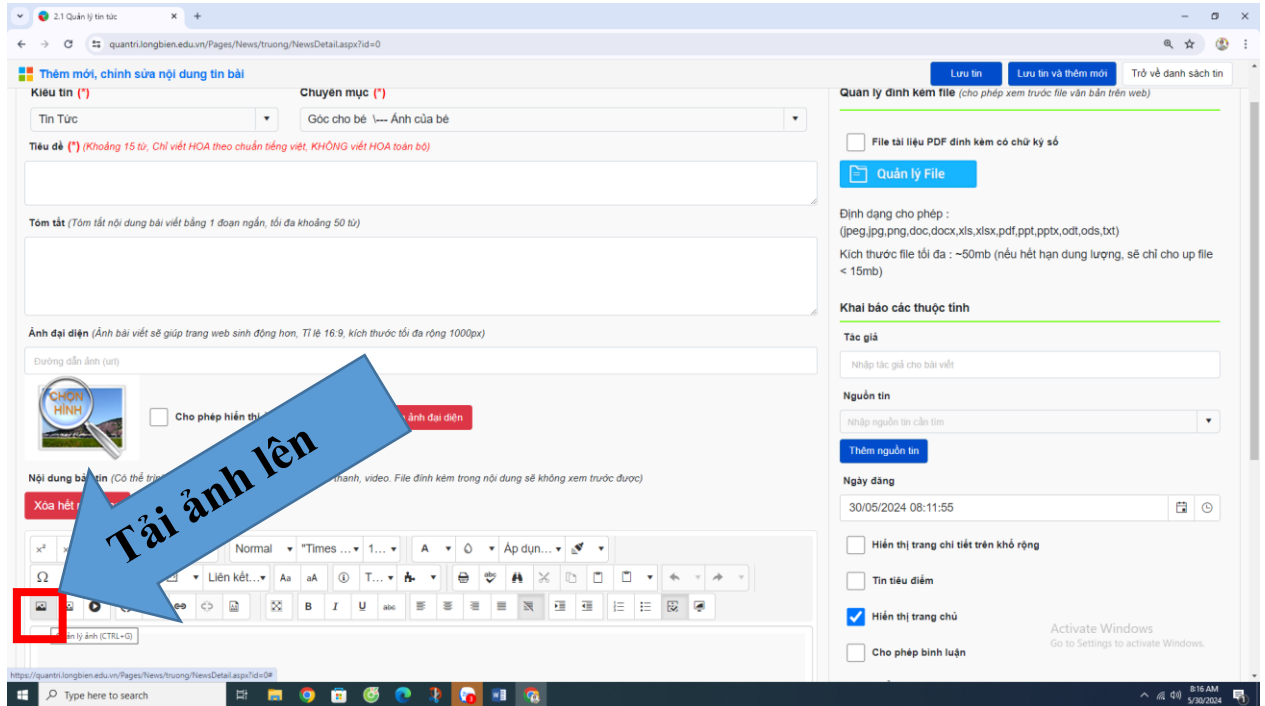 2.1 Quản lý tin tức
quantri.longbien.edu.vn/Pages/News/truong/NewsDetail.aspx?id=0
Thêm mới, chỉnh sửa nội dung tin bài
Lưu tin
Lưu tin và thêm mới
Trở về danh sách tin
Kiểu tin (*)
Chuyên mục (*)
Tin Tức
Góc cho bé \--- Ảnh của bé
Tiêu đề (*) (Khoảng 15 từ, Chỉ viết HOA theo chuẩn tiếng việt, KHÔNG viết HOA toàn bộ)
Tóm tắt (Tóm tắt nội dung bài viết bằng 1 đoạn ngắn, tối đa khoảng 50 từ)
Ảnh đại diện (Ảnh bài viết sẽ giúp trang web sinh động hơn, Tỉ lệ 16:9, kích thước tối đa rộng 1000px)
Đường dẫn ảnh (url)
CHỌN
HÌNH
Cho phép hiển thị
ảnh đại diện
Nội dung bản tin (Có thể
thanh, video. File đính kèm trong nội dung sẽ không xem trước được)
Xóa hết
Tải ảnh lên
Normal "Times ... 1... A Áp dụn...
Ω Liên kết... Aa aA T... abc
B I U abc
ản lý ảnh (CTRL+G)
Quản lý đính kèm file (cho phép xem trước file văn bản trên web)
File tài liệu PDF đính kèm có chữ ký số
Quản lý File
Định dạng cho phép :
(jpeg,jpg,png,doc,docx,xls,xlsx,pdf,ppt,pptx,odt,ods,txt)
Kích thước file tối đa : ~50mb (nếu hết hạn dung lượng, sẽ chỉ cho up file
< 15mb)
Khai báo các thuộc tính
Tác giả
Nhập tác giả cho bài viết
Nguồn tin
Nhập nguồn tin cần tìm
Thêm nguồn tin
Ngày đăng
30/05/2024 08:11:55
Hiển thị trang chi tiết trên khổ rộng
Tin tiêu điểm
Hiển thị trang chủ
Cho phép bình luận
Activate Windows
Go to Settings to activate Windows.
https://quantri.longbien.edu.vn/Pages/News/truong/NewsDetail.aspx?id=0#
Type here to search
8:16 AM
5/30/2024